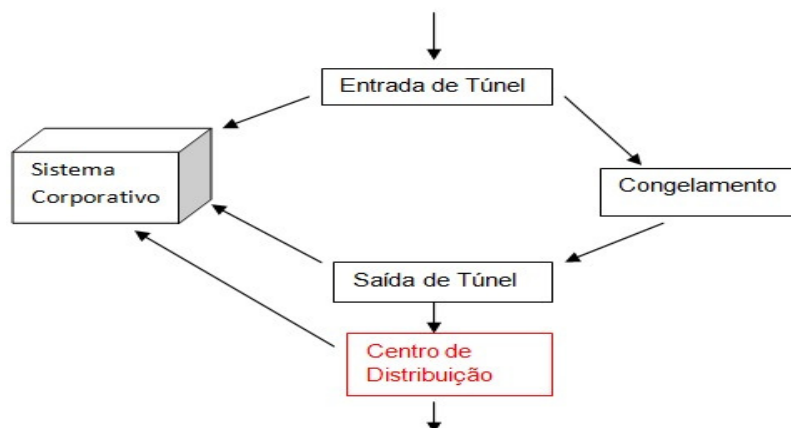 Entrada de Túnel
Sistema
Corporativo
Congelamento
Saída de Túnel
Centro de
Distribuição